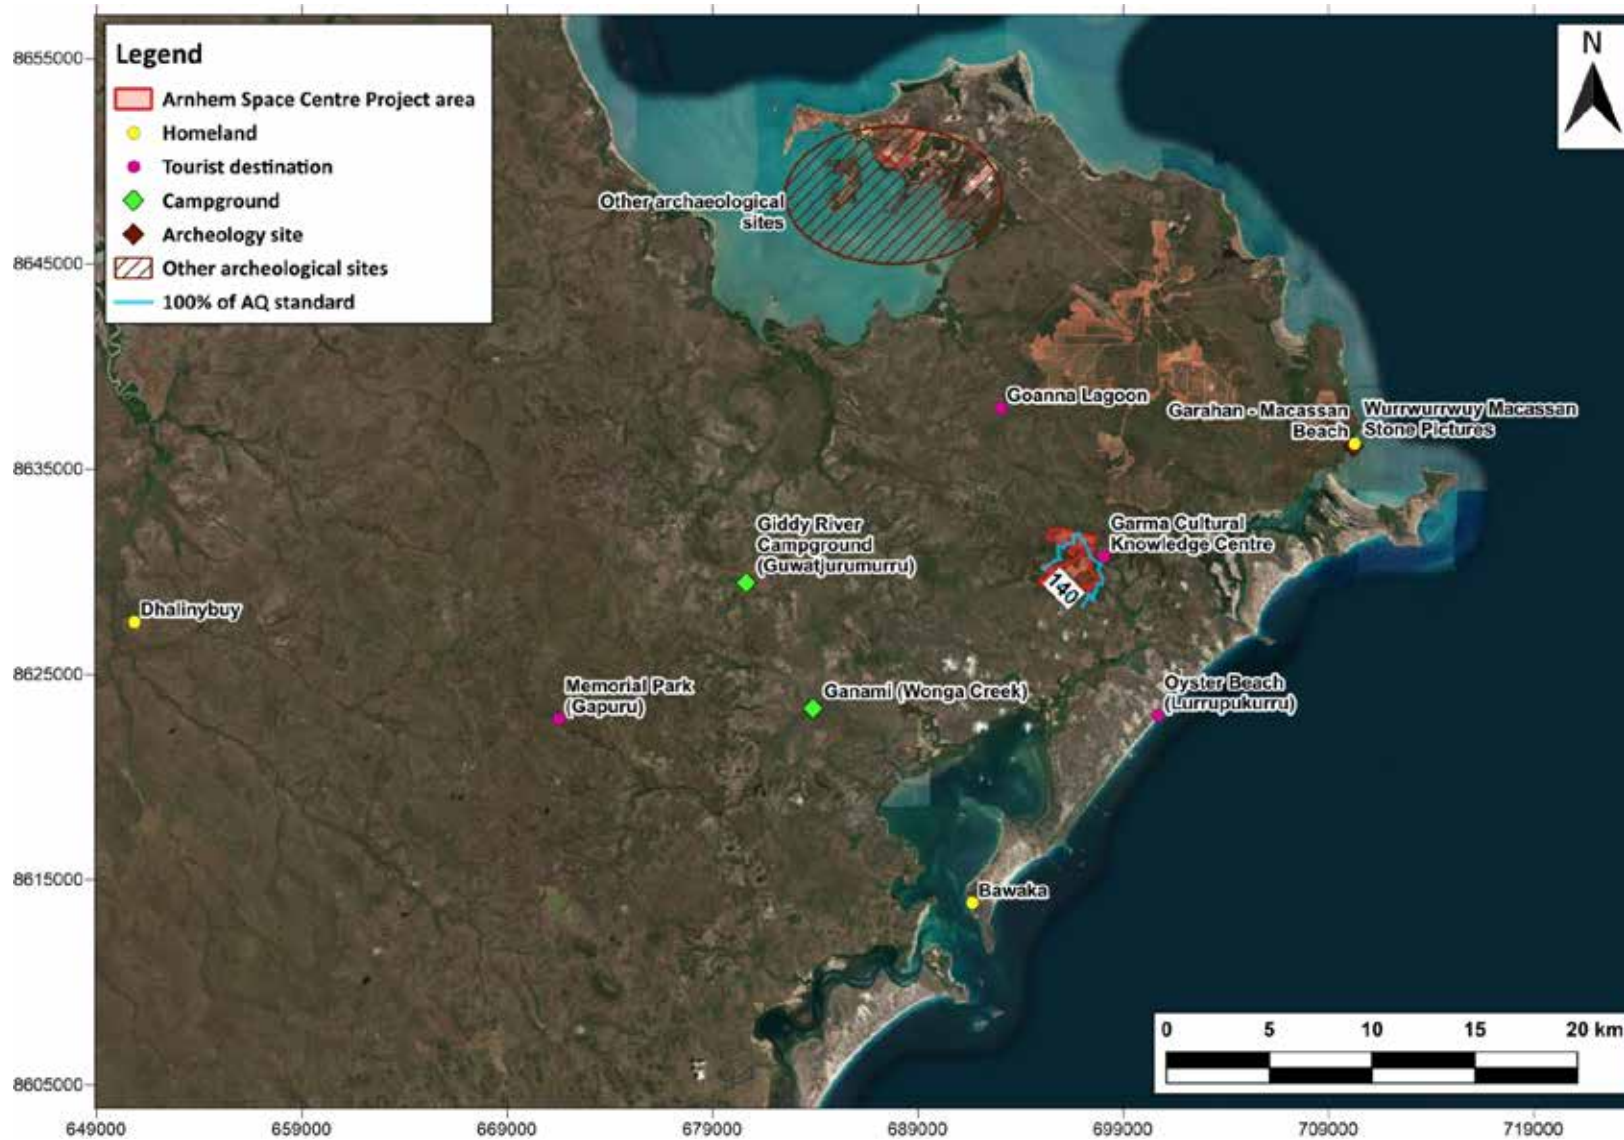 8655000
8645000
8635000
8625000
8615000
8605000
Legend
Arnhem Space Centre Project area
Homeland
Tourist destination
Campground
Archeology site
Other archeological sites
100% of AQ standard
N
Other archaeological
sites
Goanna Lagoon
Garahan - Macassan
Beach
Wurrwurrwuy Macassan
Stone Pictures
Giddy River
Campground
(Guwatjurumurru)
Garma Cultural
Knowledge Centre
140
Dhalinybuy
Memorial Park
(Gapuru)
Ganami (Wonga Creek)
Oyster Beach
(Lurrupukurru)
Bawaka
0 5 10 15 20 km
649000 659000 669000 679000 689000 699000 709000 719000